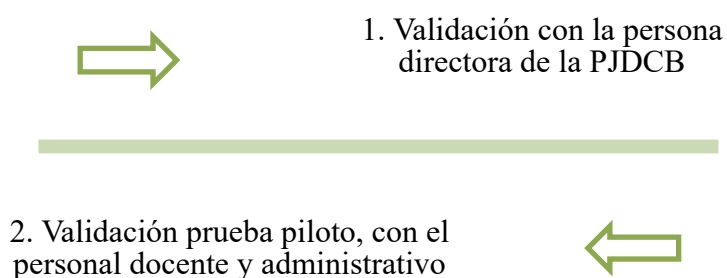 1. Validación con la persona
directora de la PJDCB
2. Validación prueba piloto, con el
personal docente y administrativo